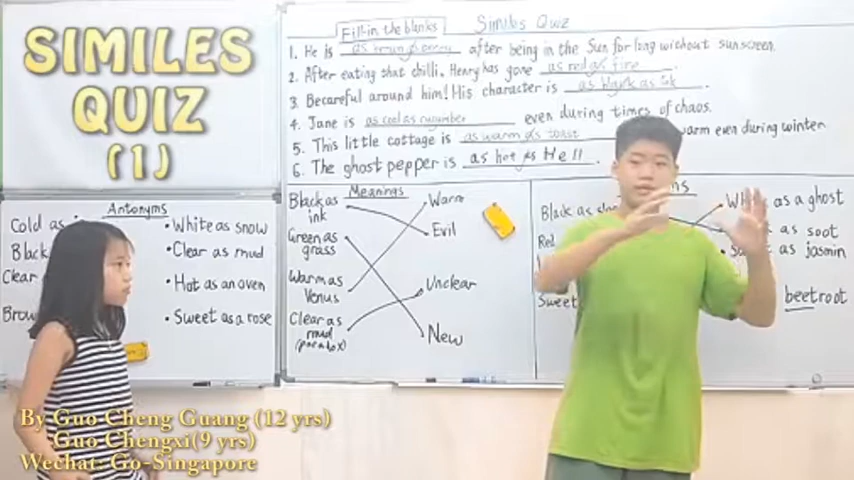 SIMILES
QUIZ
(1)
Fill-in the blanks
Similes Quiz
1. He is as brown as berry after being in the Sun for long without sunscreen.
2. After eating that chilli, Henry has gone as red as fire.
3. Becareful around him! His character is as black as ink.
4. Jane is as cool as cucumber even during times of chaos.
5. This little cottage is as warm as toast warm even during winter
6. The ghost pepper is as hot as Hell.
Antonyms
Cold as
Black
Clear
Brow
• White as snow
• Clear as mud
• Hot as an oven
• Sweet as a rose
Meanings
Black as
ink
Green as
grass
Warm as
Venus
Clear as
mud
(paradox)
Warm
Evil
Unclear
New
ms
Black as
Red
Sweet
White as a ghost
as soot
as jasmin
beetroot
By Guo Cheng Guang (12 yrs)
Guo Chengxi (9 yrs)
Wechat: Go-Singapore